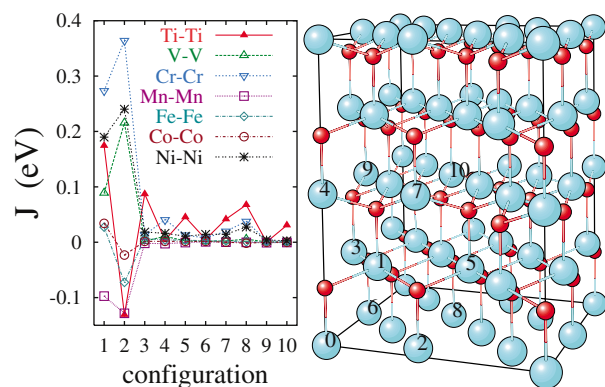 0.4
0.3
0.2
0.1
0
-0.1
J (eV)
Ti-Ti
V-V
Cr-Cr
Mn-Mn
Fe-Fe
Co-Co
Ni-Ni
1 2 3 4 5 6 7 8 9 10
configuration
9 10
4 7
3 1 5
6 8
0 2